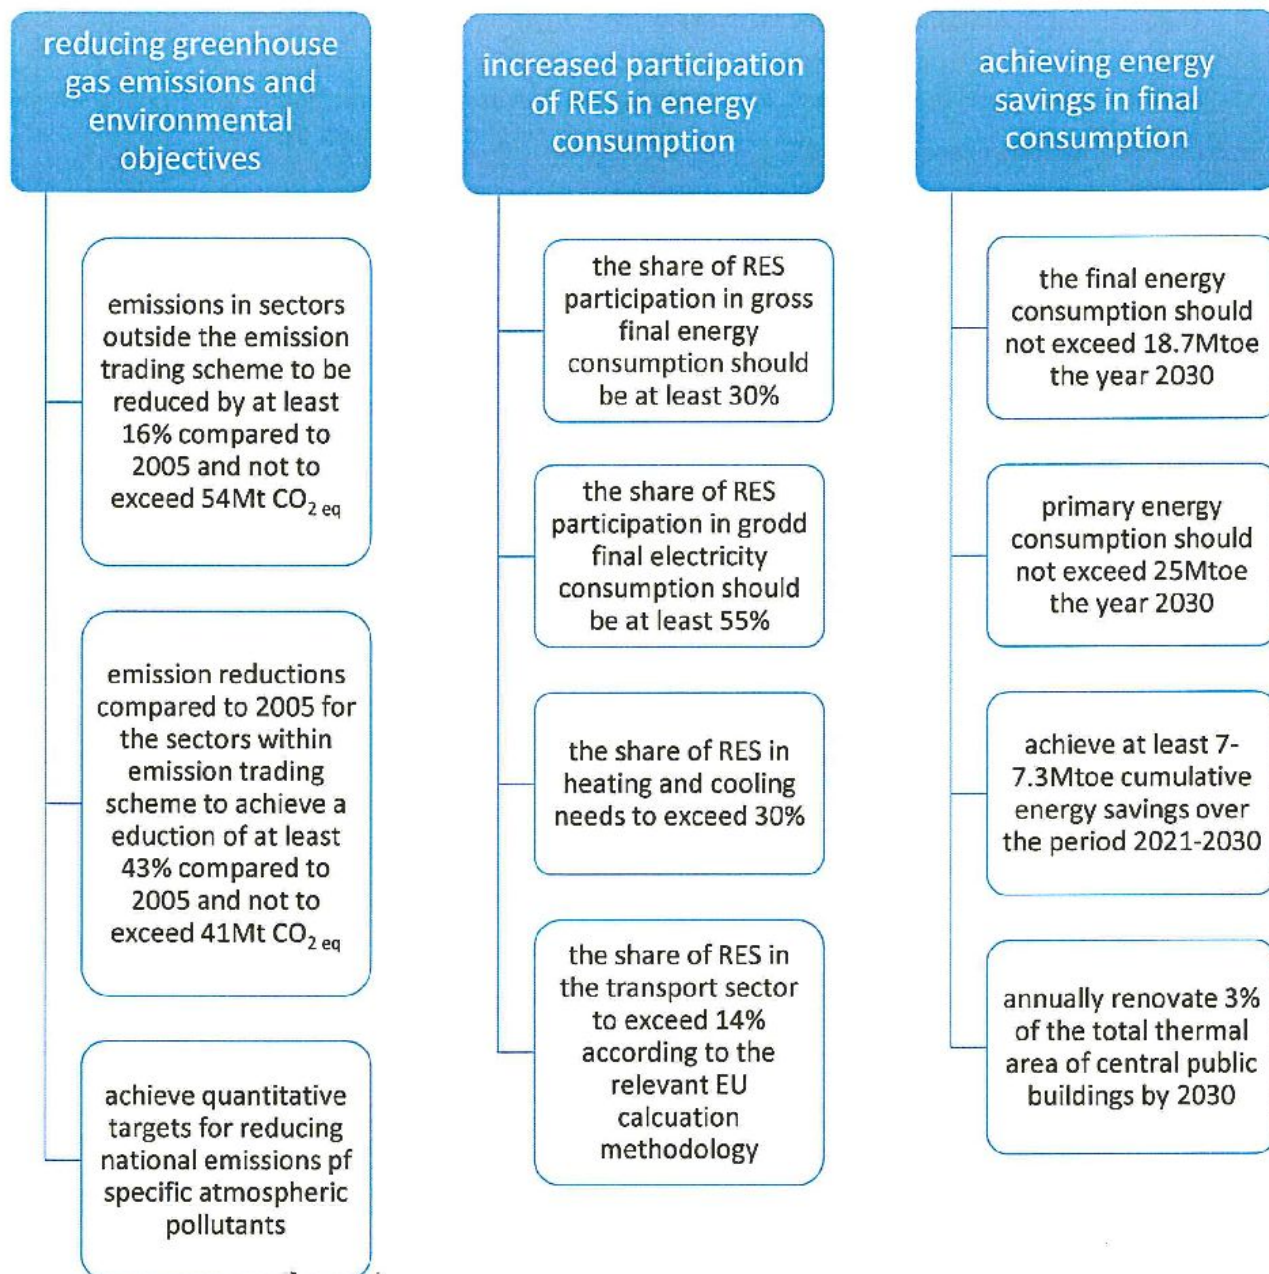 reducing greenhouse
gas emissions and
environmental
objectives
emissions in sectors
outside the emission
trading scheme to be
reduced by at least
16% compared to
2005 and not to
exceed 54Mt CO₂ eq
emission reductions
compared to 2005 for
the sectors within
emission trading
scheme to achieve a
eduction of at least
43% compared to
2005 and not to
exceed 41Mt CO₂ eq
achieve quantitative
targets for reducing
national emissions pf
specific atmospheric
pollutants
increased participation
of RES in energy
consumption
the share of RES
participation in gross
final energy
consumption should
be at least 30%
the share of RES
participation in grodd
final electricity
consumption should
be at least 55%
the share of RES in
heating and cooling
needs to exceed 30%
the share of RES in
the transport sector
to exceed 14%
according to the
relevant EU
calcuation
methodology
achieving energy
savings in final
consumption
the final energy
consumption should
not exceed 18.7Mtoe
the year 2030
primary energy
consumption should
not exceed 25Mtoe
the year 2030
achieve at least 7-
7.3Mtoe cumulative
energy savings over
the period 2021-2030
annually renovate 3%
of the total thermal
area of central public
buildings by 2030